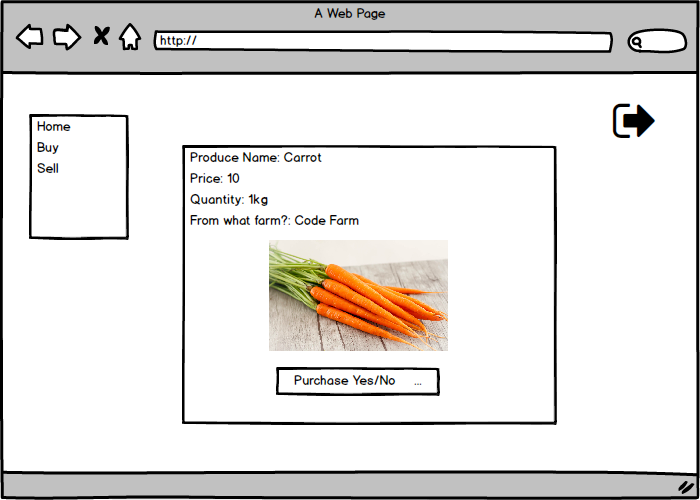 A Web Page
http://
Home
Buy
Sell
Produce Name: Carrot
Price: 10
Quantity: 1kg
From what farm?: Code Farm
Purchase Yes/No ...